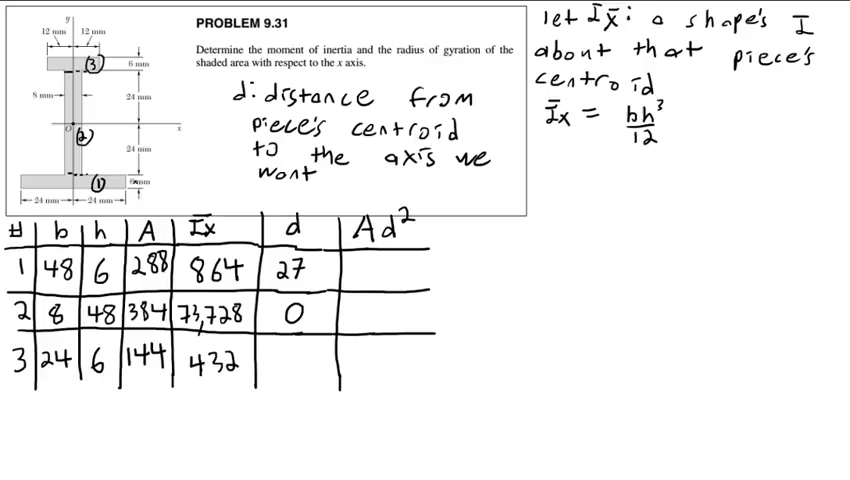 y
12 mm 12 mm
(3) 6 mm
8 mm 24 mm
O x
(2)
24 mm
(1) 6 mm
24 mm 24 mm
PROBLEM 9.31
Determine the moment of inertia and the radius of gyration of the
shaded area with respect to the x axis.
d: distance from
piece's centroid
to the axis we
want
let Īx: a shape's I
about that piece's
centroid
Īx = bh³
12
# b h A Īx d Ad²
1 48 6 288 864 27
2 8 48 384 73,728 0
3 24 6 144 432